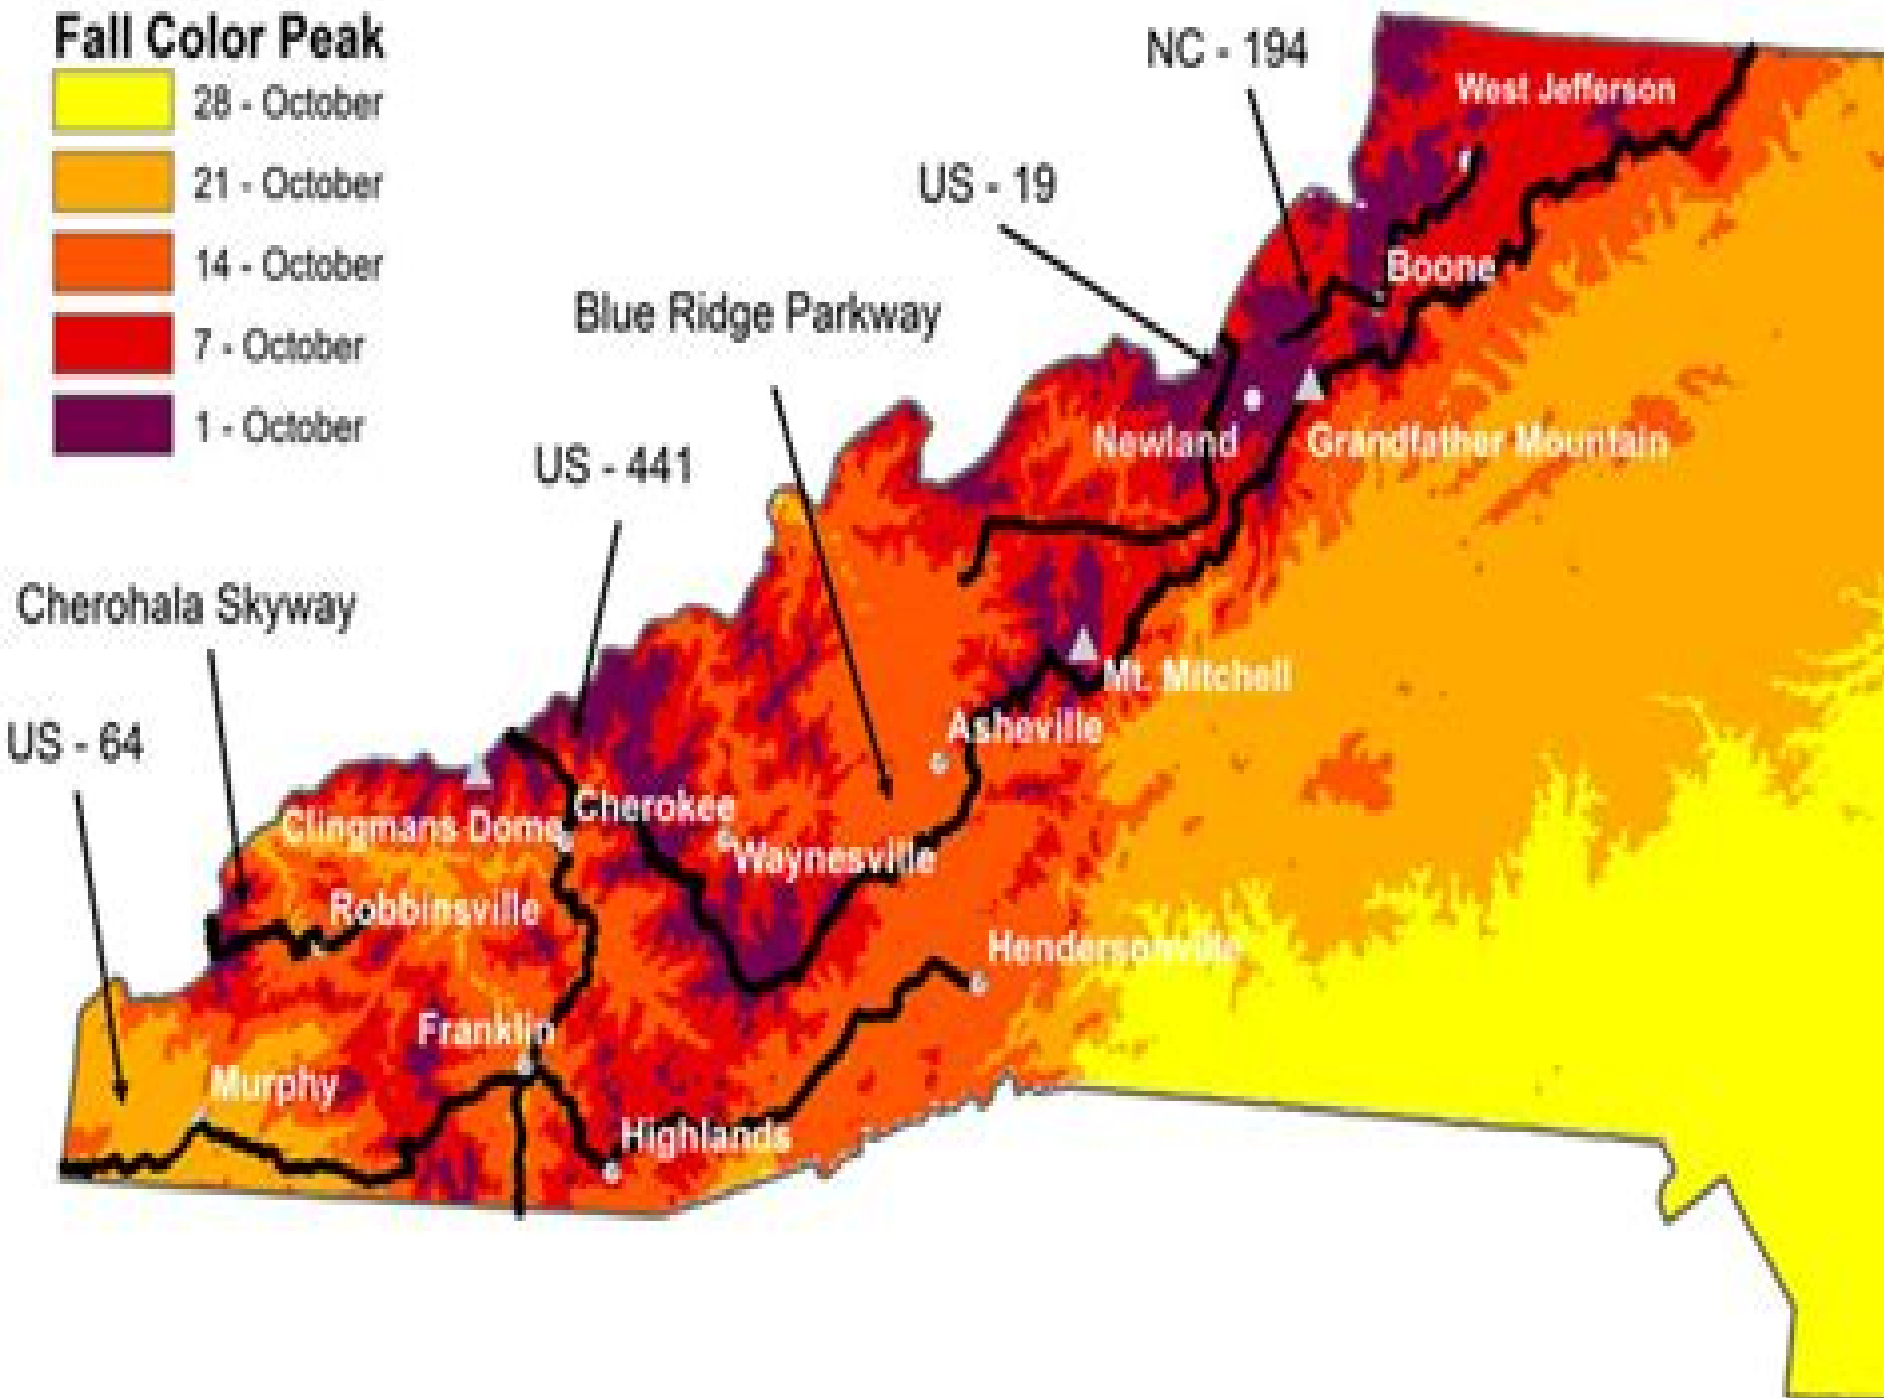 Fall Color Peak
28 - October
21 - October
14 - October
7 - October
1 - October
NC - 194
West Jefferson
US - 19
Boone
Blue Ridge Parkway
Newland
Grandfather Mountain
US - 441
Cherohala Skyway
Mt. Mitchell
Asheville
US - 64
Cherokee
Clingmans Dome
Waynesville
Robbinsville
Hendersonville
Franklin
Murphy
Highlands